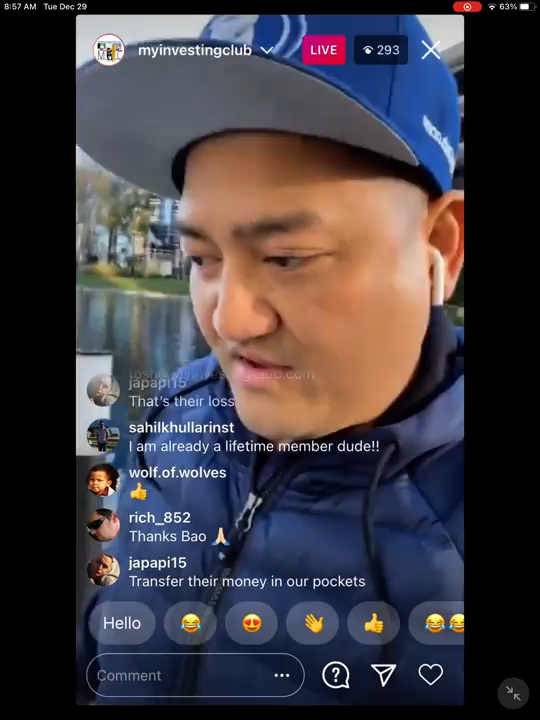 8:57 AM Tue Dec 29
63%
myinvestingclub
LIVE
293
japapi15
That's their loss
sahilkhullarinst
I am already a lifetime member dude!!
wolf.of.wolves
👍
rich_852
Thanks Bao 🙏🏻
japapi15
Transfer their money in our pockets
Hello 😂 😍 👋 👍 😂😂
Comment